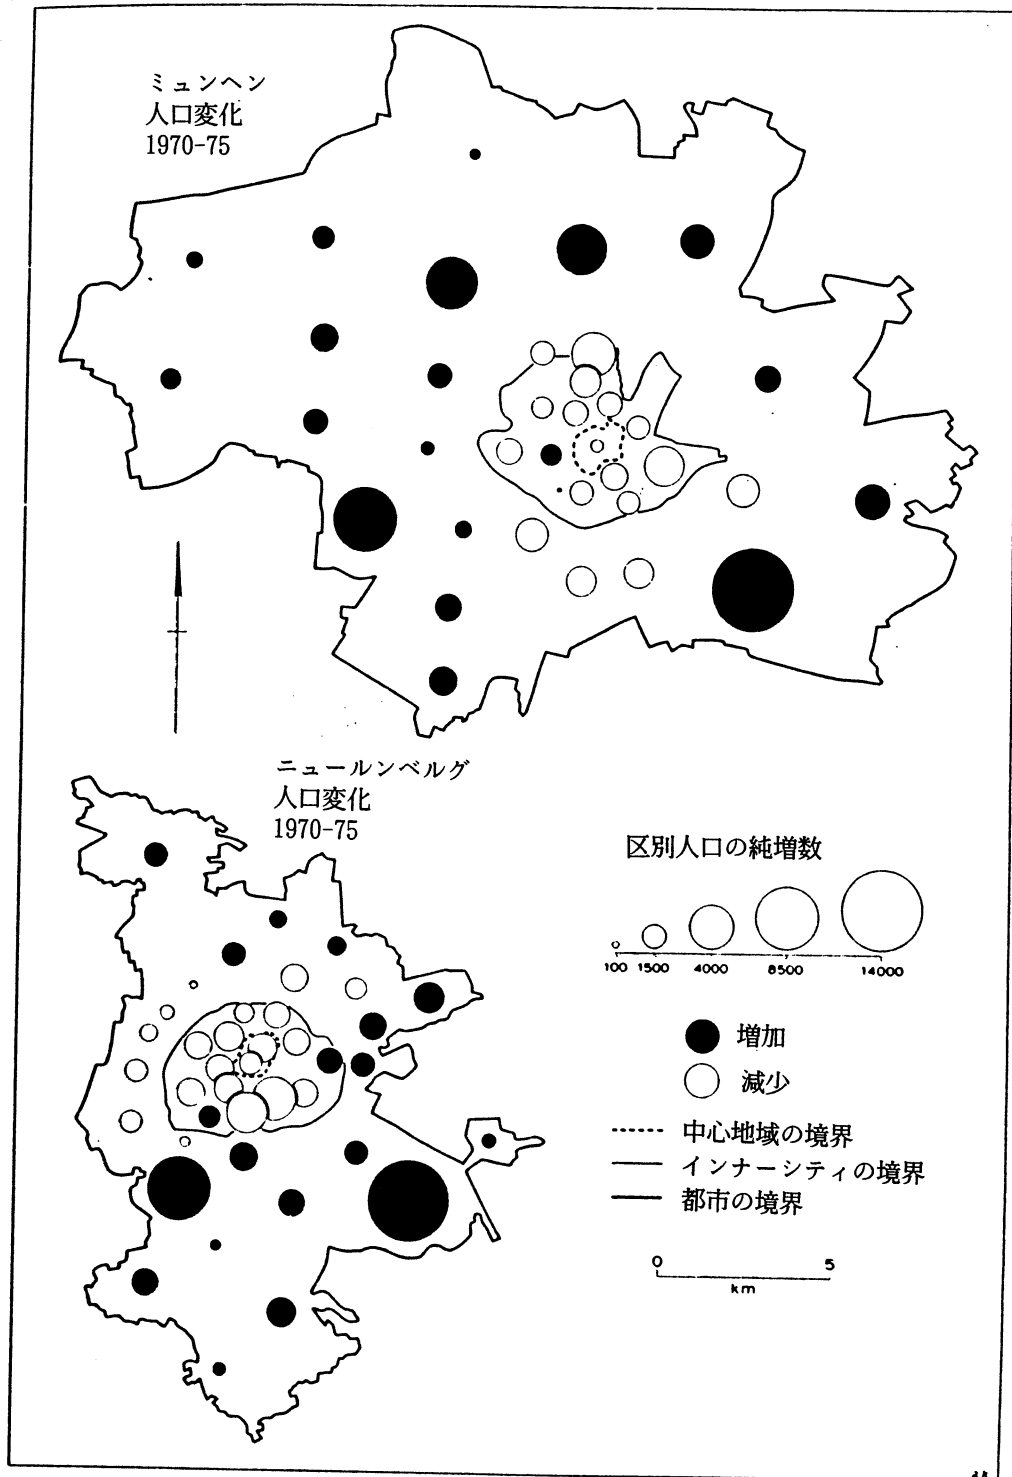 ミュンヘン
人口変化
1970-75
ニュールンベルグ
人口変化
1970-75
区別人口の純増数
100 1500 4000 8500 14000
増加
減少
中心地域の境界
インナーシティの境界
都市の境界
0 5
km